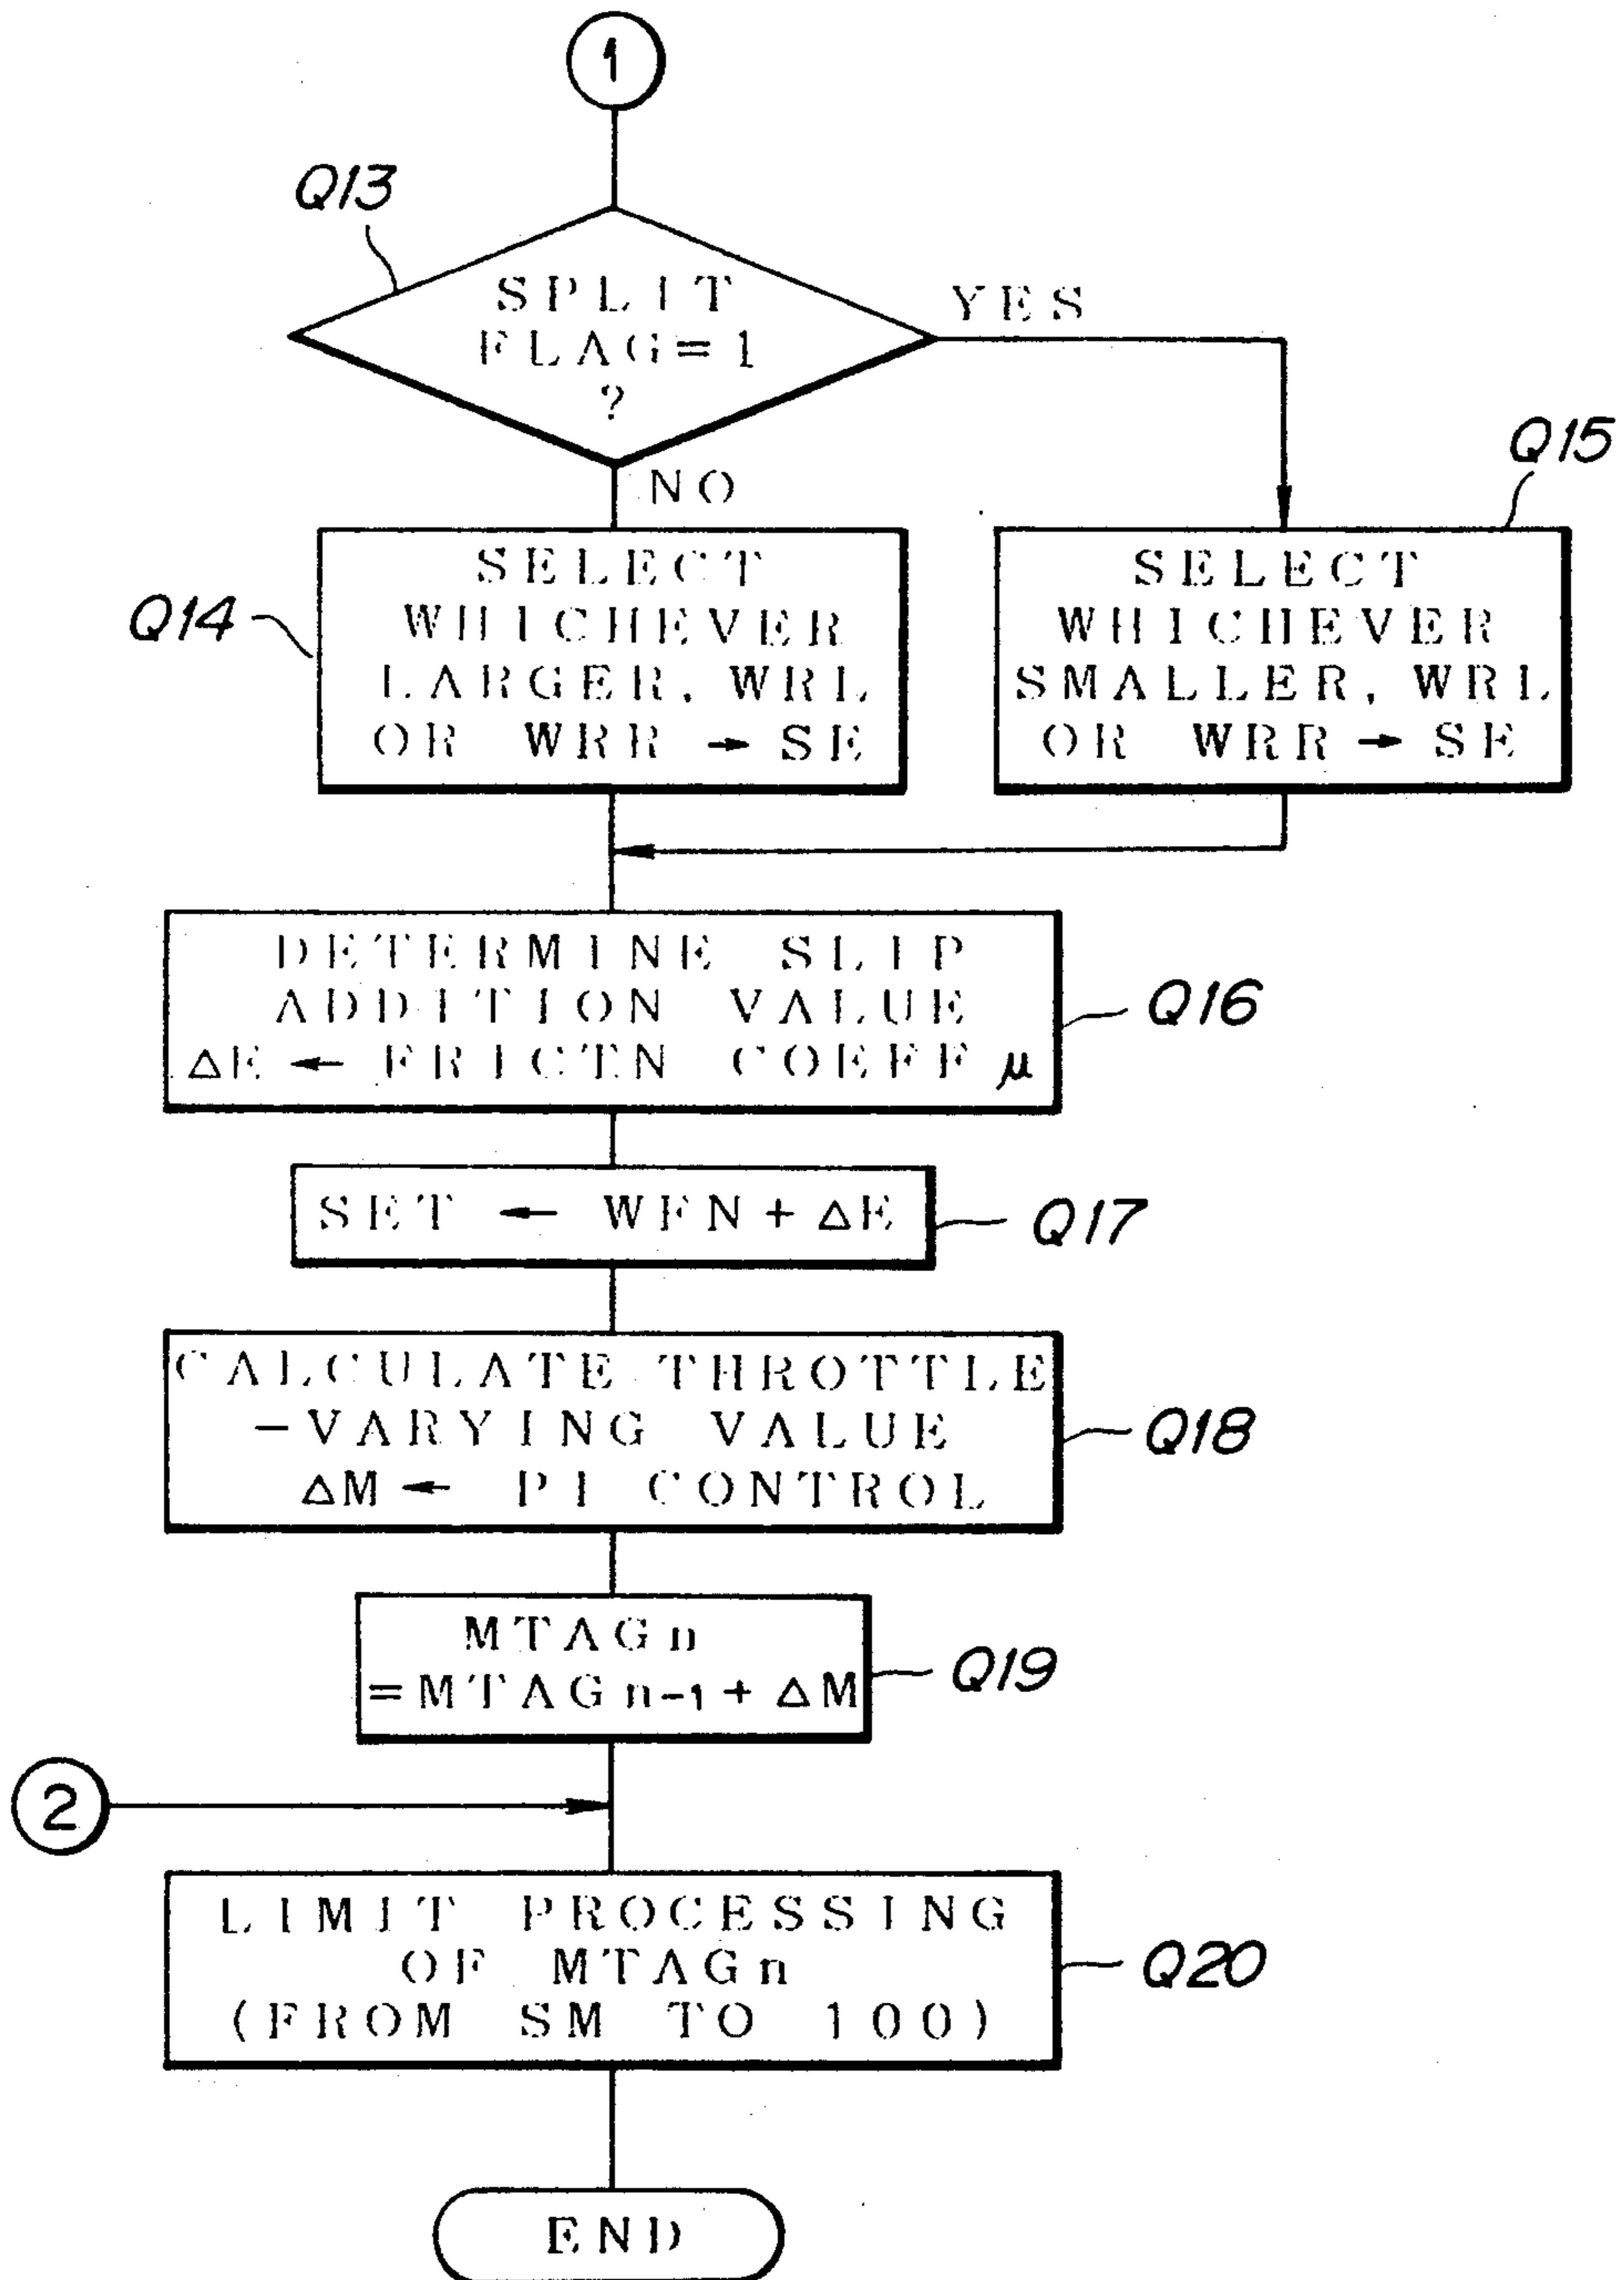 1
Q13
SPLIT
FLAG=1
?
YES
NO
Q15
Q14
SELECT
WHICHEVER
LARGER, WRL
OR WRR → SE
SELECT
WHICHEVER
SMALLER, WRL
OR WRR → SE
DETERMINE SLIP
ADDITION VALUE
ΔE ← FRICTN COEFF μ
Q16
SET ← WFN + ΔE
Q17
CALCULATE THROTTLE
-VARYING VALUE
ΔM ← PI CONTROL
Q18
MTAGn
=MTAGn-1 + ΔM
Q19
2
LIMIT PROCESSING
OF MTAGn
(FROM SM TO 100)
Q20
END